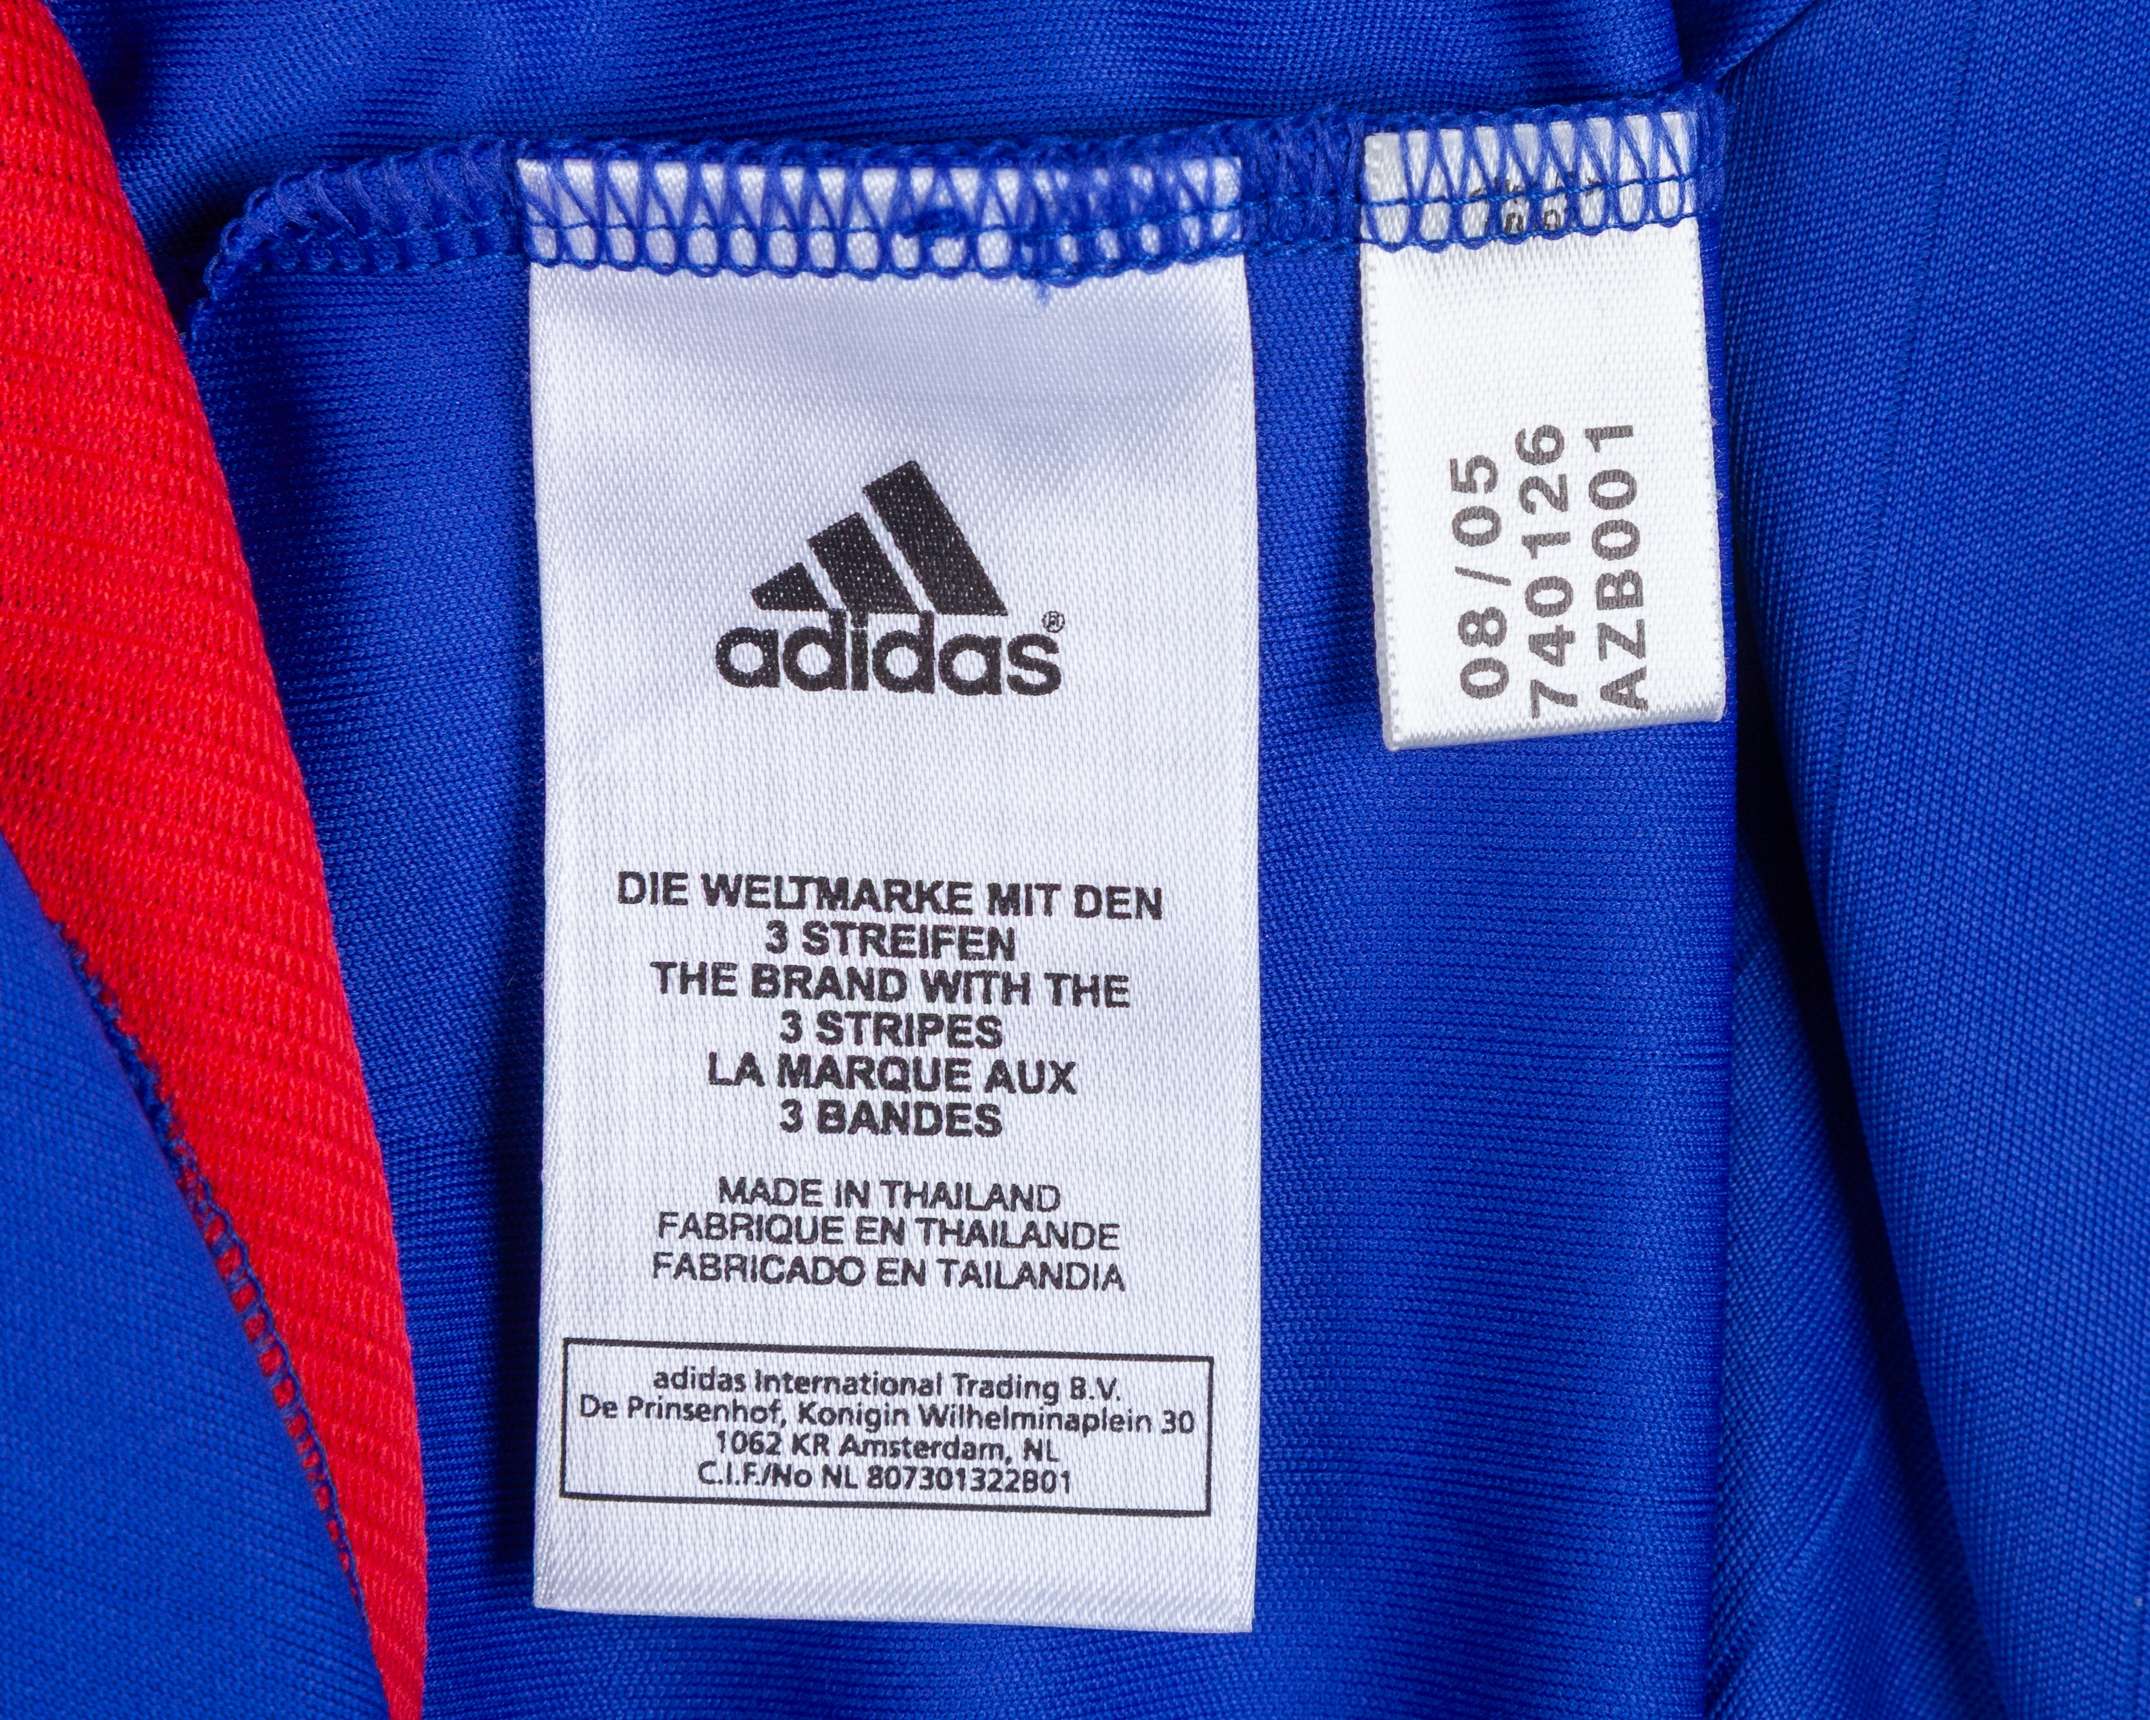 adidas®
DIE WELTMARKE MIT DEN
3 STREIFEN
THE BRAND WITH THE
3 STRIPES
LA MARQUE AUX
3 BANDES
MADE IN THAILAND
FABRIQUE EN THAILANDE
FABRICADO EN TAILANDIA
adidas International Trading B.V.
De Prinsenhof, Konigin Wilhelminaplein 30
1062 KR Amsterdam, NL
C.I.F./No NL 807301322B01
08/05
740126
AZB001